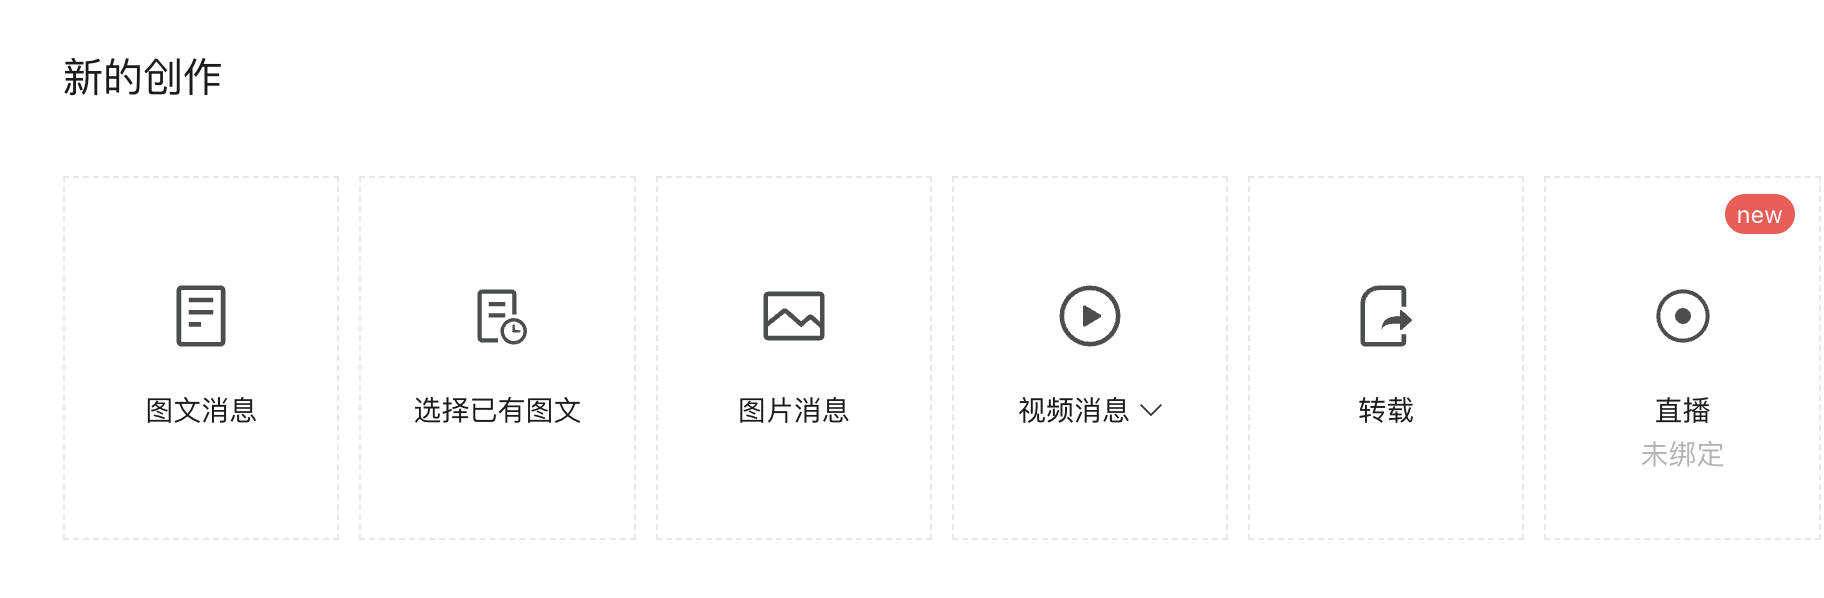 新的创作
图文消息
选择已有图文
图片消息
视频消息
转载
new
直播
未绑定